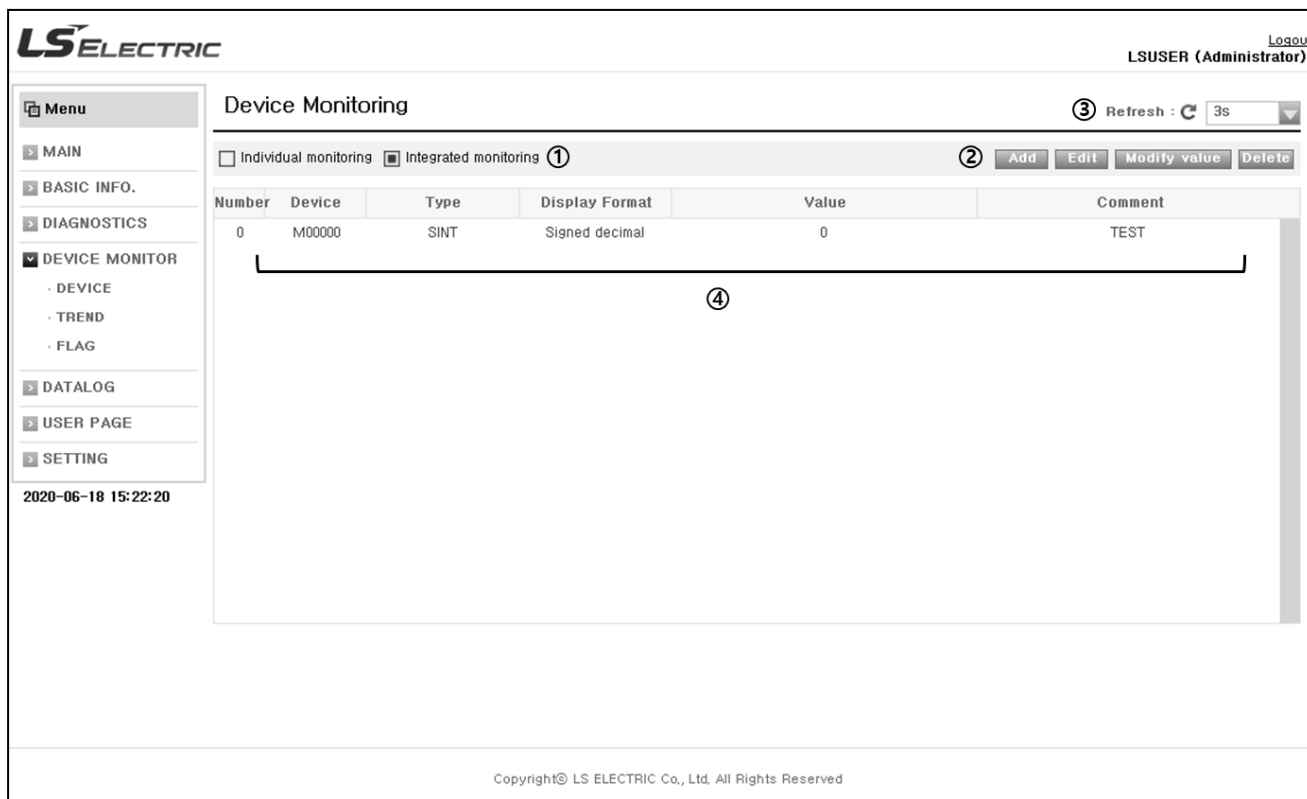 LS ELECTRIC
Logou
LSUSER (Administrator)
Menu
MAIN
BASIC INFO.
DIAGNOSTICS
DEVICE MONITOR
· DEVICE
· TREND
· FLAG
DATALOG
USER PAGE
SETTING
2020-06-18 15:22:20
Device Monitoring
③ Refresh : 3s
Individual monitoring Integrated monitoring ①
② Add Edit Modify value Delete
Number Device Type Display Format Value Comment
0 M00000 SINT Signed decimal 0 TEST
④
Copyright© LS ELECTRIC Co., Ltd, All Rights Reserved